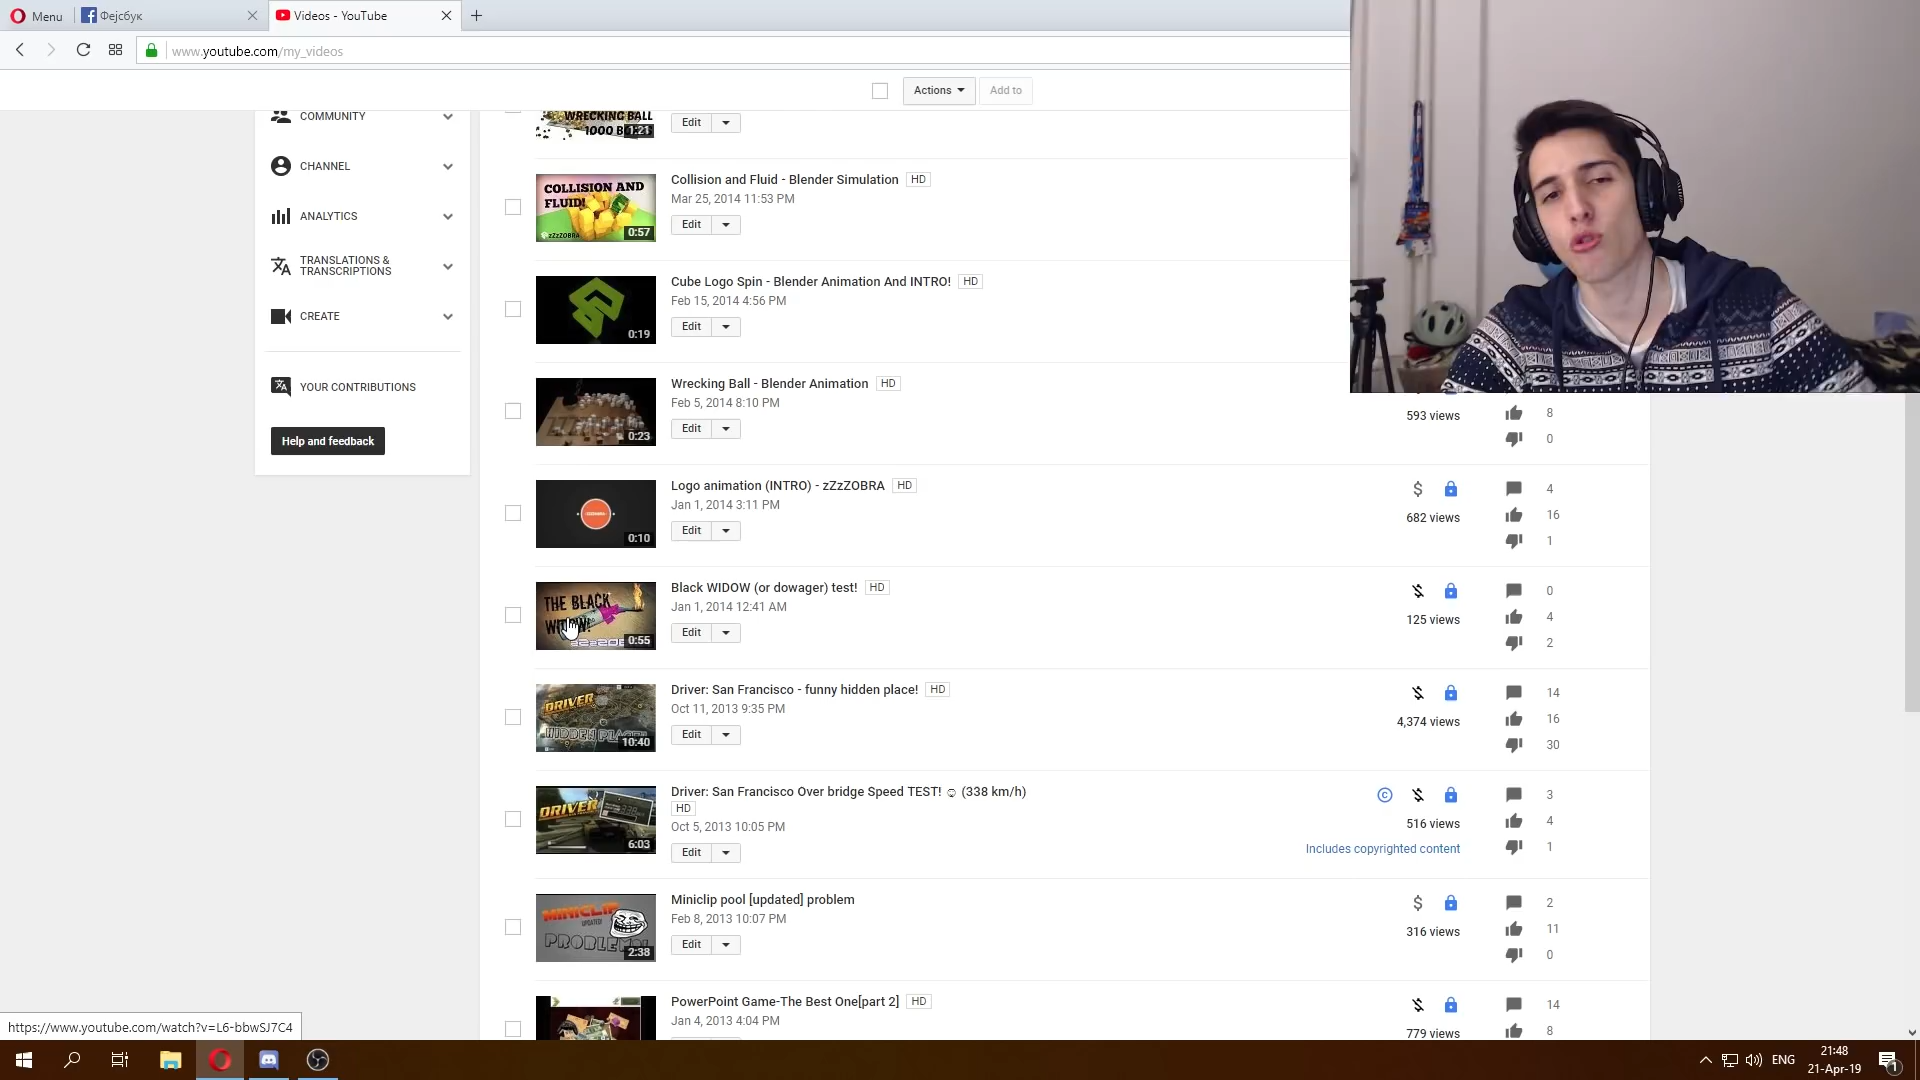 Menu
Фејсбук
Videos - YouTube
www.youtube.com/my_videos
Actions
Add to
COMMUNITY
CHANNEL
ANALYTICS
TRANSLATIONS &
TRANSCRIPTIONS
CREATE
YOUR CONTRIBUTIONS
Help and feedback
WRECKING BALL
1000
1:21
Edit
COLLISION AND
FLUID!
zZzZOBRA
0:57
Collision and Fluid - Blender Simulation HD
Mar 25, 2014 11:53 PM
Edit
0:19
Cube Logo Spin - Blender Animation And INTRO! HD
Feb 15, 2014 4:56 PM
Edit
0:23
Wrecking Ball - Blender Animation HD
Feb 5, 2014 8:10 PM
Edit
593 views
8
0
0:10
Logo animation (INTRO) - zZzZOBRA HD
Jan 1, 2014 3:11 PM
Edit
682 views
4
16
1
THE BLACK
0:55
Black WIDOW (or dowager) test! HD
Jan 1, 2014 12:41 AM
Edit
125 views
0
4
2
DRIVER
HIDDEN PLACE!
10:40
Driver: San Francisco - funny hidden place! HD
Oct 11, 2013 9:35 PM
Edit
4,374 views
14
16
30
DRIVER
6:03
Driver: San Francisco Over bridge Speed TEST! ☺ (338 km/h)
HD
Oct 5, 2013 10:05 PM
Edit
516 views
Includes copyrighted content
3
4
1
MINICLIP
UPDATED!
PROBLEM
2:38
Miniclip pool [updated] problem
Feb 8, 2013 10:07 PM
Edit
316 views
2
11
0
PowerPoint Game-The Best One[part 2] HD
Jan 4, 2013 4:04 PM
779 views
14
8
https://www.youtube.com/watch?v=L6-bbwSJ7C4
ENG
21:48
21-Apr-19
1